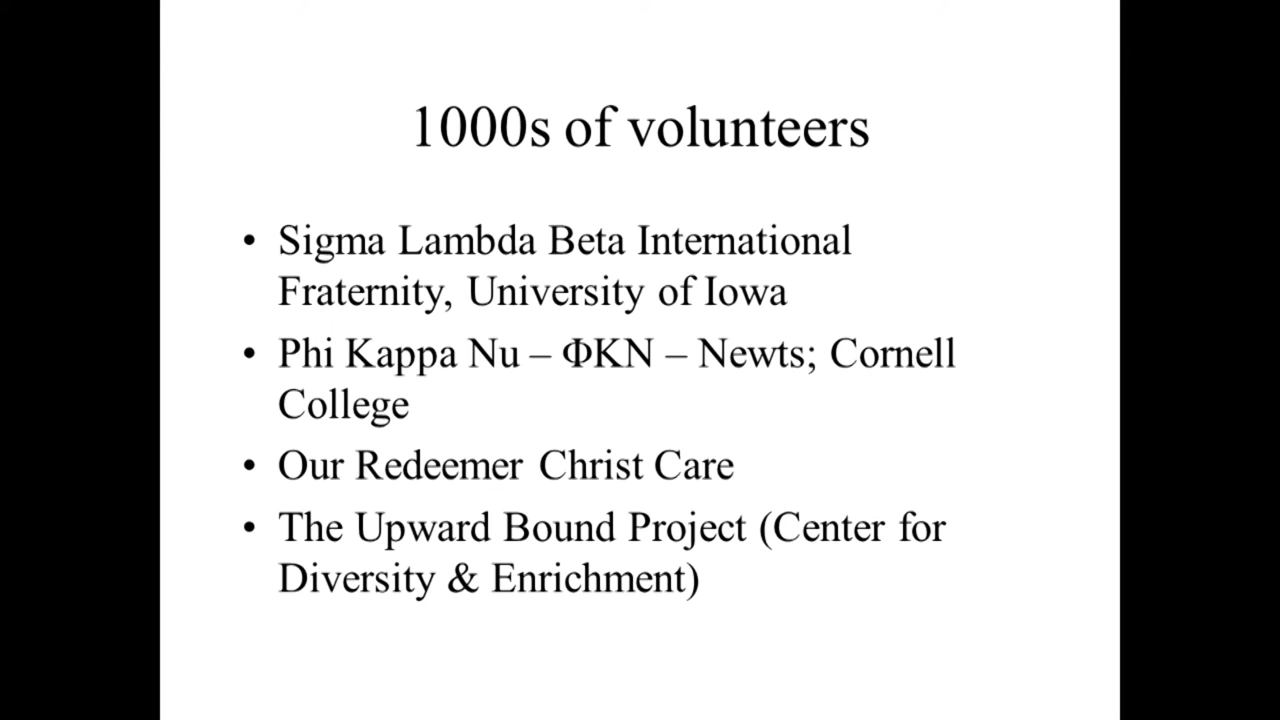 1000s of volunteers
• Sigma Lambda Beta International
Fraternity, University of Iowa
• Phi Kappa Nu – ΦKN – Newts; Cornell
College
• Our Redeemer Christ Care
• The Upward Bound Project (Center for
Diversity & Enrichment)